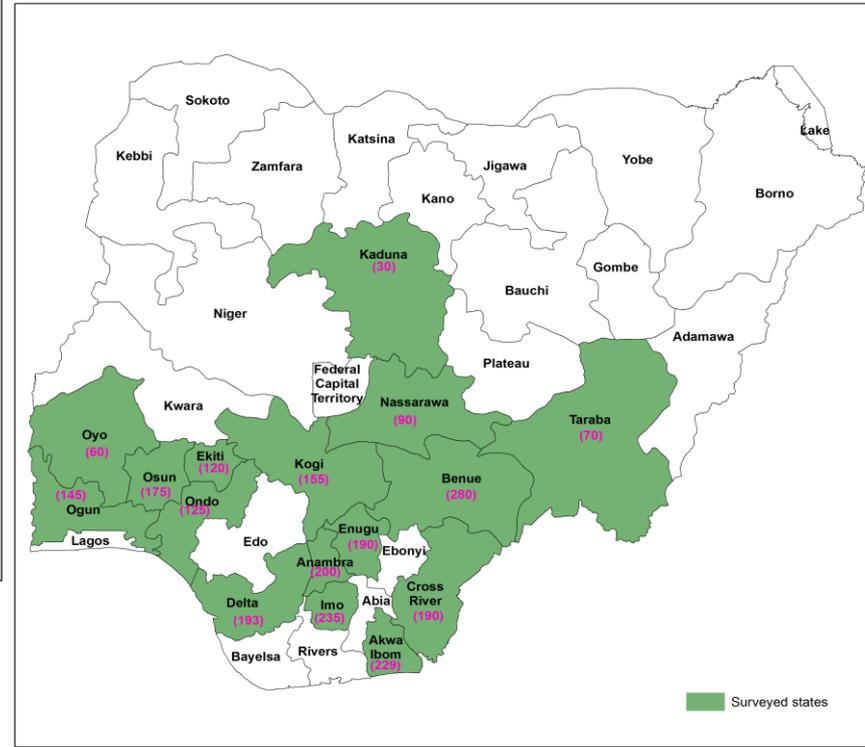 Sokoto
Kebbi
Zamfara
Katsina
Kano
Jigawa
Yobe
Lake
Borno
Kaduna
(30)
Gombe
Bauchi
Niger
Adamawa
Plateau
Federal
Capital
Territory
Kwara
Nassarawa
(90)
Taraba
(70)
Oyo
(60)
Ekiti
(120)
Kogi
(155)
Benue
(280)
Osun
(175)
(145)
Ogun
Ondo
(125)
Lagos
Edo
Enugu
(190)
Ebonyi
Anambra
(200)
Delta
(193)
Imo
(235)
Abia
Cross
River
(190)
Akwa
Ibom
(229)
Bayelsa
Rivers
Surveyed states